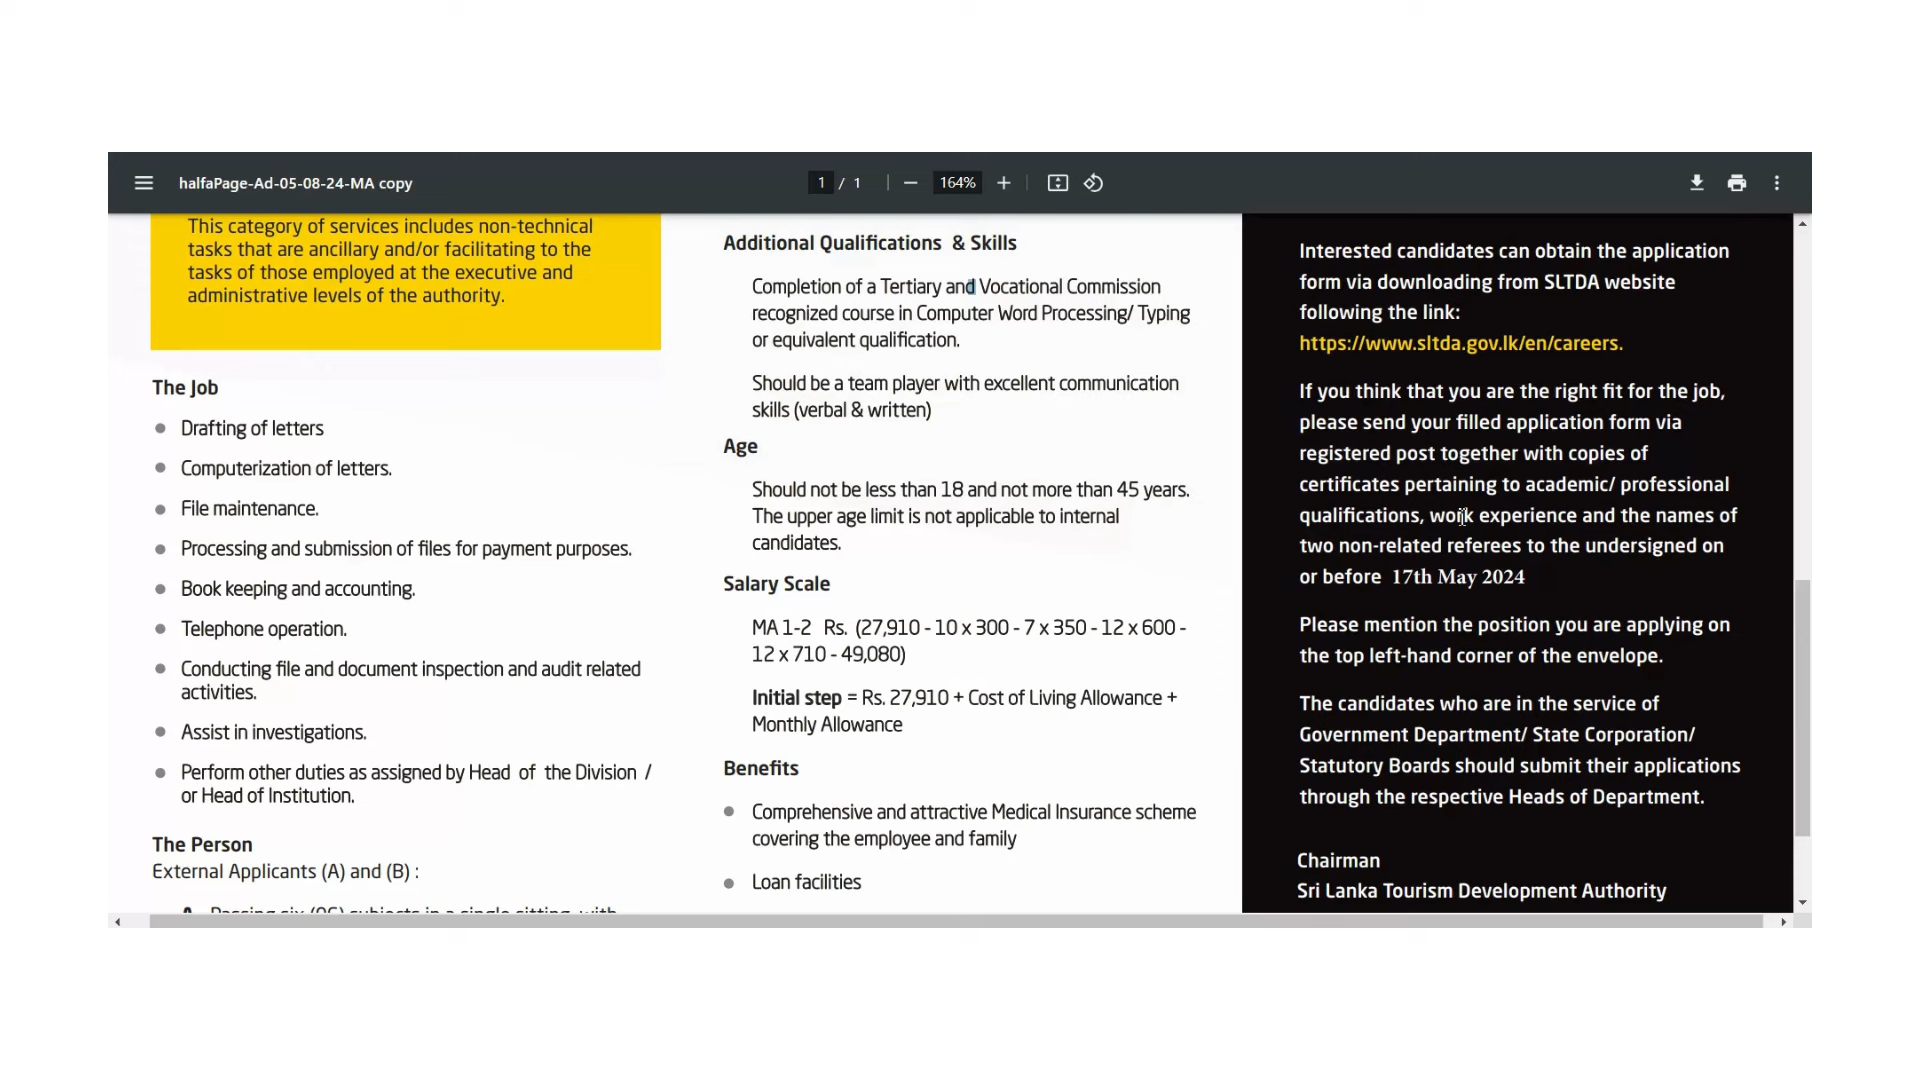 halfaPage-Ad-05-08-24-MA copy
1 / 1
164%
This category of services includes non-technical
tasks that are ancillary and/or facilitating to the
tasks of those employed at the executive and
administrative levels of the authority.
The Job
Drafting of letters
Computerization of letters.
File maintenance.
Processing and submission of files for payment purposes.
Book keeping and accounting.
Telephone operation.
Conducting file and document inspection and audit related
activities.
Assist in investigations.
Perform other duties as assigned by Head of the Division /
or Head of Institution.
The Person
External Applicants (A) and (B) :
A Passing six (06) subjects in a single sitting, with
Additional Qualifications & Skills
Completion of a Tertiary and Vocational Commission
recognized course in Computer Word Processing/ Typing
or equivalent qualification.
Should be a team player with excellent communication
skills (verbal & written)
Age
Should not be less than 18 and not more than 45 years.
The upper age limit is not applicable to internal
candidates.
Salary Scale
MA 1-2 Rs. (27,910 - 10 x 300 - 7 x 350 - 12 x 600 -
12 x 710 - 49,080)
Initial step = Rs. 27,910 + Cost of Living Allowance +
Monthly Allowance
Benefits
Comprehensive and attractive Medical Insurance scheme
covering the employee and family
Loan facilities
Interested candidates can obtain the application
form via downloading from SLTDA website
following the link:
https://www.sltda.gov.lk/en/careers.
If you think that you are the right fit for the job,
please send your filled application form via
registered post together with copies of
certificates pertaining to academic/ professional
qualifications, work experience and the names of
two non-related referees to the undersigned on
or before 17th May 2024
Please mention the position you are applying on
the top left-hand corner of the envelope.
The candidates who are in the service of
Government Department/ State Corporation/
Statutory Boards should submit their applications
through the respective Heads of Department.
Chairman
Sri Lanka Tourism Development Authority